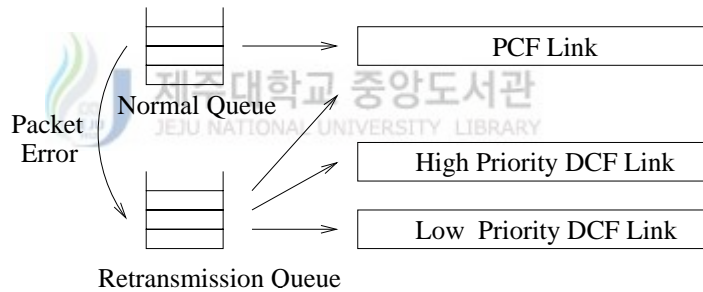 PCF Link
제주대학교 중앙도서관
Normal Queue
JEJU NATIONAL UNIVERSITY LIBRARY
Packet
Error
High Priority DCF Link
Low Priority DCF Link
Retransmission Queue